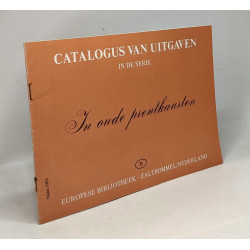 CATALOGUS VAN UITGAVEN
IN DE SERIE
In oude prentkaarten
EUROPESE BIBLIOTHEEK - ZALTBOMMEL/NEDERLAND